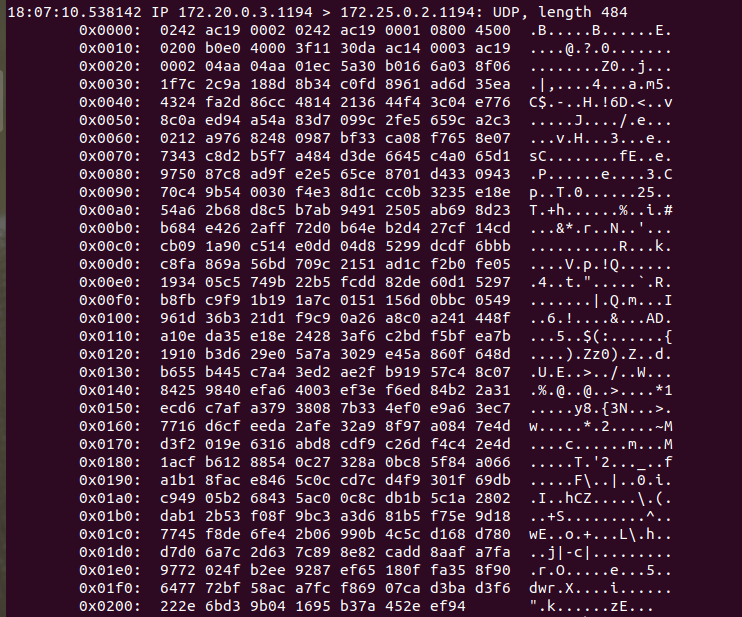 18:07:10.538142 IP 172.20.0.3.1194 > 172.25.0.2.1194: UDP, length 484
0x0000: 0242 ac19 0002 0242 ac19 0001 0800 4500 .B.....B......E.
0x0010: 0200 b0e0 4000 3f11 30da ac14 0003 ac19 ....@.?.0.......
0x0020: 0002 04aa 04aa 01ec 5a30 b016 6a03 8f06 ........Z0..j...
0x0030: 1f7c 2c9a 188d 8b34 c0fd 8961 ad6d 35ea .|,....4...a.m5.
0x0040: 4324 fa2d 86cc 4814 2136 44f4 3c04 e776 C$.-..H.!6D.<..v
0x0050: 8c0a ed94 a54a 83d7 099c 2fe5 659c a2c3 .....J..../.e...
0x0060: 0212 a976 8248 0987 bf33 ca08 f765 8e07 ...v.H...3...e..
0x0070: 7343 c8d2 b5f7 a484 d3de 6645 c4a0 65d1 sC........fE..e.
0x0080: 9750 87c8 ad9f e2e5 65ce 8701 d433 0943 .P......e....3.C
0x0090: 70c4 9b54 0030 f4e3 8d1c cc0b 3235 e18e p..T.0......25..
0x00a0: 54a6 2b68 d8c5 b7ab 9491 2505 ab69 8d23 T.+h......%..i.#
0x00b0: b684 e426 2aff 72d0 b64e b2d4 27cf 14cd ...&*.r..N..'...
0x00c0: cb09 1a90 c514 e0dd 04d8 5299 dcdf 6bbb ..........R...k.
0x00d0: c8fa 869a 56bd 709c 2151 ad1c f2b0 fe05 ....V.p.!Q......
0x00e0: 1934 05c5 749b 22b5 fcdd 82de 60d1 5297 .4..t.".....`.R.
0x00f0: b8fb c9f9 1b19 1a7c 0151 156d 0bbc 0549 .......|.Q.m...I
0x0100: 961d 36b3 21d1 f9c9 0a26 a8c0 a241 448f ..6.!....&...AD.
0x0110: a10e da35 e18e 2428 3af6 c2bd f5bf ea7b ...5..$(:......{
0x0120: 1910 b3d6 29e0 5a7a 3029 e45a 860f 648d ....).Zz0).Z..d.
0x0130: b655 b445 c7a4 3ed2 ae2f b919 57c4 8c07 .U.E..>../..W...
0x0140: 8425 9840 efa6 4003 ef3e f6ed 84b2 2a31 .%.@..@..>....*1
0x0150: ecd6 c7af a379 3808 7b33 4ef0 e9a6 3ec7 .....y8.{3N...>.
0x0160: 7716 d6cf eeda 2afe 32a9 8f97 a084 7e4d w.....*.2.....~M
0x0170: d3f2 019e 6316 abd8 cdf9 c26d f4c4 2e4d ....c......m...M
0x0180: 1acf b612 8854 0c27 328a 0bc8 5f84 a066 .....T.'2..._..f
0x0190: a1b1 8fac e846 5c0c cd7c d4f9 301f 69db .....F\..|..0.i.
0x01a0: c949 05b2 6843 5ac0 0c8c db1b 5c1a 2802 .I..hCZ.....\.(.
0x01b0: dab1 2b53 f08f 9bc3 a3d6 81b5 f75e 9d18 ..+S.........^..
0x01c0: 7745 f8de 6fe4 2b06 990b 4c5c d168 d780 wE..o.+...L\.h..
0x01d0: d7d0 6a7c 2d63 7c89 8e82 cadd 8aaf a7fa ..j|-c|.........
0x01e0: 9772 024f b2ee 9287 ef65 180f fa35 8f90 .r.O.....e...5..
0x01f0: 6477 72bf 58ac a7fc f869 07ca d3ba d3f6 dwr.X....i......
0x0200: 222e 6bd3 9b04 1695 b37a 452e ef94 ".k......zE...